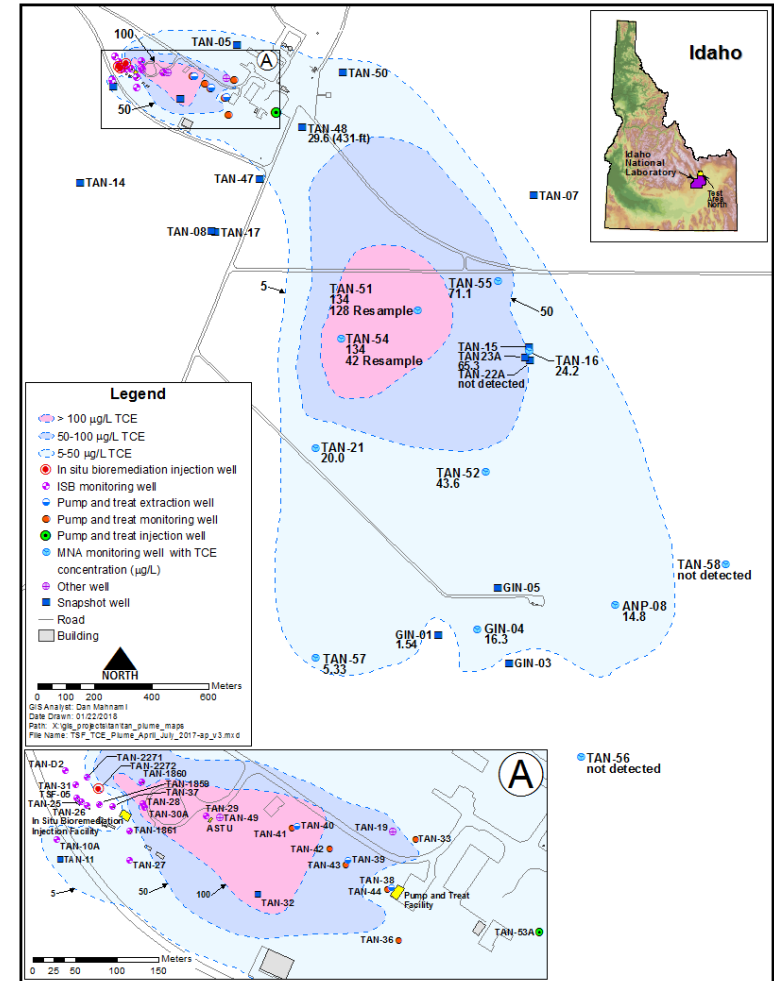 100
TAN-05
A
TAN-50
50
TAN-48
29.6 (431-ft)
TAN-14
TAN-47
TAN-07
TAN-08
TAN-17
Idaho
Idaho
National
Laboratory
Test
Area
North
5
TAN-51
134
128 Resample
TAN-55
71.1
50
TAN-54
134
42 Resample
TAN-15
TAN23A
65.3
TAN-22A
not detected
TAN-16
24.2
TAN-21
20.0
TAN-52
43.6
TAN-58
not detected
GIN-05
ANP-08
14.8
GIN-01
1.54
GIN-04
16.3
GIN-03
TAN-57
5.33
TAN-56
not detected
Legend
> 100 µg/L TCE
50-100 µg/L TCE
5-50 µg/L TCE
In situ bioremediation injection well
ISB monitoring well
Pump and treat extraction well
Pump and treat monitoring well
Pump and treat injection well
MNA monitoring well with TCE
concentration (µg/L)
Other well
Snapshot well
Road
Building
NORTH
Meters
0 100 200 400 600
GIS Analyst: Dan Mahnami
Date Drawn: 01/22/2018
Path: X:\gis_projects\tan\tan_plume_maps
File Name: TSF_TCE_Plume_April_July_2017-ap_v3.mxd
A
TAN-D2
TAN-2271
TAN-2272
TAN-1860
TAN-31
TAN-1859
TSF-05
TAN-37
TAN-25
TAN-28
TAN-26
TAN-30A
TAN-29
TAN-49
ASTU
In Situ Bioremediation
Injection Facility
TAN-1861
TAN-10A
TAN-11
TAN-27
TAN-41
TAN-40
TAN-19
TAN-33
TAN-42
TAN-43
TAN-39
TAN-38
TAN-44
Pump and Treat
Facility
5
50
100
TAN-32
TAN-36
TAN-53A
Meters
0 25 50 100 150